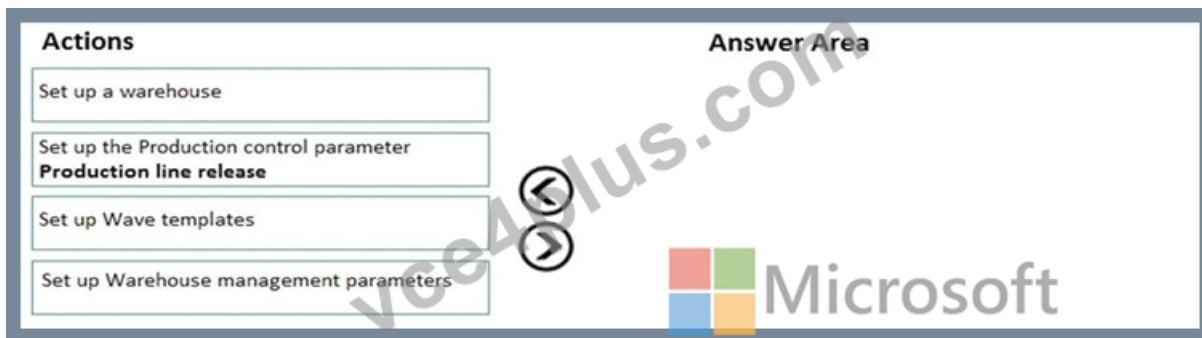 Actions
Answer Area
Set up a warehouse
Set up the Production control parameter
Production line release
Set up Wave templates
Set up Warehouse management parameters
vce4plus.com
Microsoft